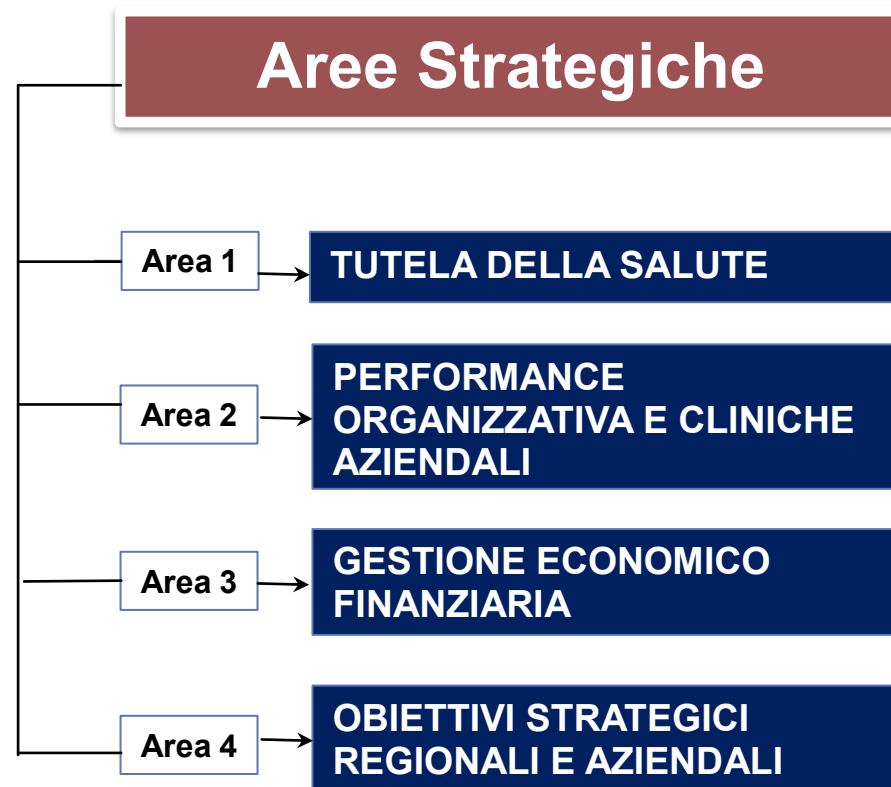 Aree Strategiche
Area 1
TUTELA DELLA SALUTE
Area 2
PERFORMANCE
ORGANIZZATIVA E CLINICHE
AZIENDALI
Area 3
GESTIONE ECONOMICO
FINANZIARIA
Area 4
OBIETTIVI STRATEGICI
REGIONALI E AZIENDALI